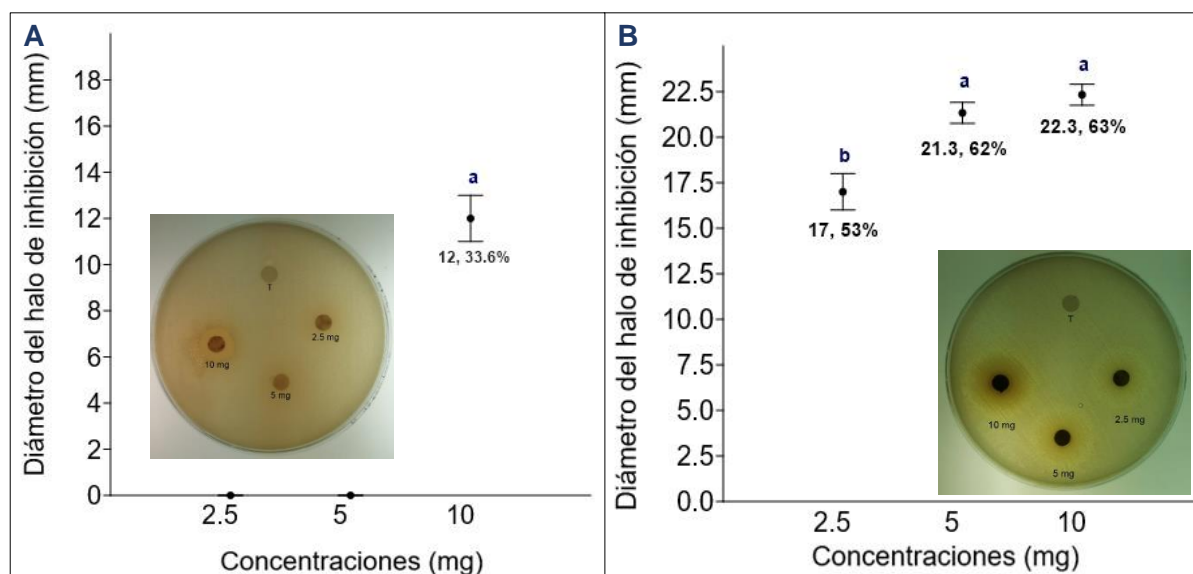 A
Diámetro del halo de inhibición (mm)
18
16
14
12
10
8
6
4
2
0
a
12, 33.6%
T
2.5 mg
10 mg
5 mg
2.5
5
10
Concentraciones (mg)
B
Diámetro del halo de inhibición (mm)
22.5
20.0
17.5
15.0
12.5
10.0
7.5
5.0
2.5
0.0
b
17, 53%
a
21.3, 62%
a
22.3, 63%
T
2.5 mg
10 mg
5 mg
2.5
5
10
Concentraciones (mg)